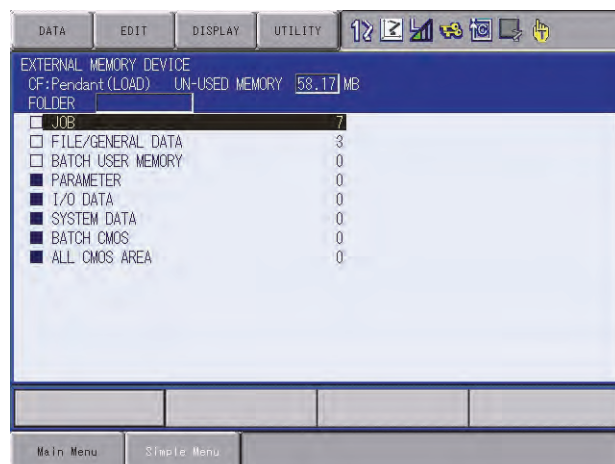 DATA EDIT DISPLAY UTILITY
EXTERNAL MEMORY DEVICE
CF:Pendant(LOAD) UN-USED MEMORY 58.17 MB
FOLDER
JOB 7
FILE/GENERAL DATA 3
BATCH USER MEMORY 0
PARAMETER 0
I/O DATA 0
SYSTEM DATA 0
BATCH CMOS 0
ALL CMOS AREA 0
Main Menu Simple Menu